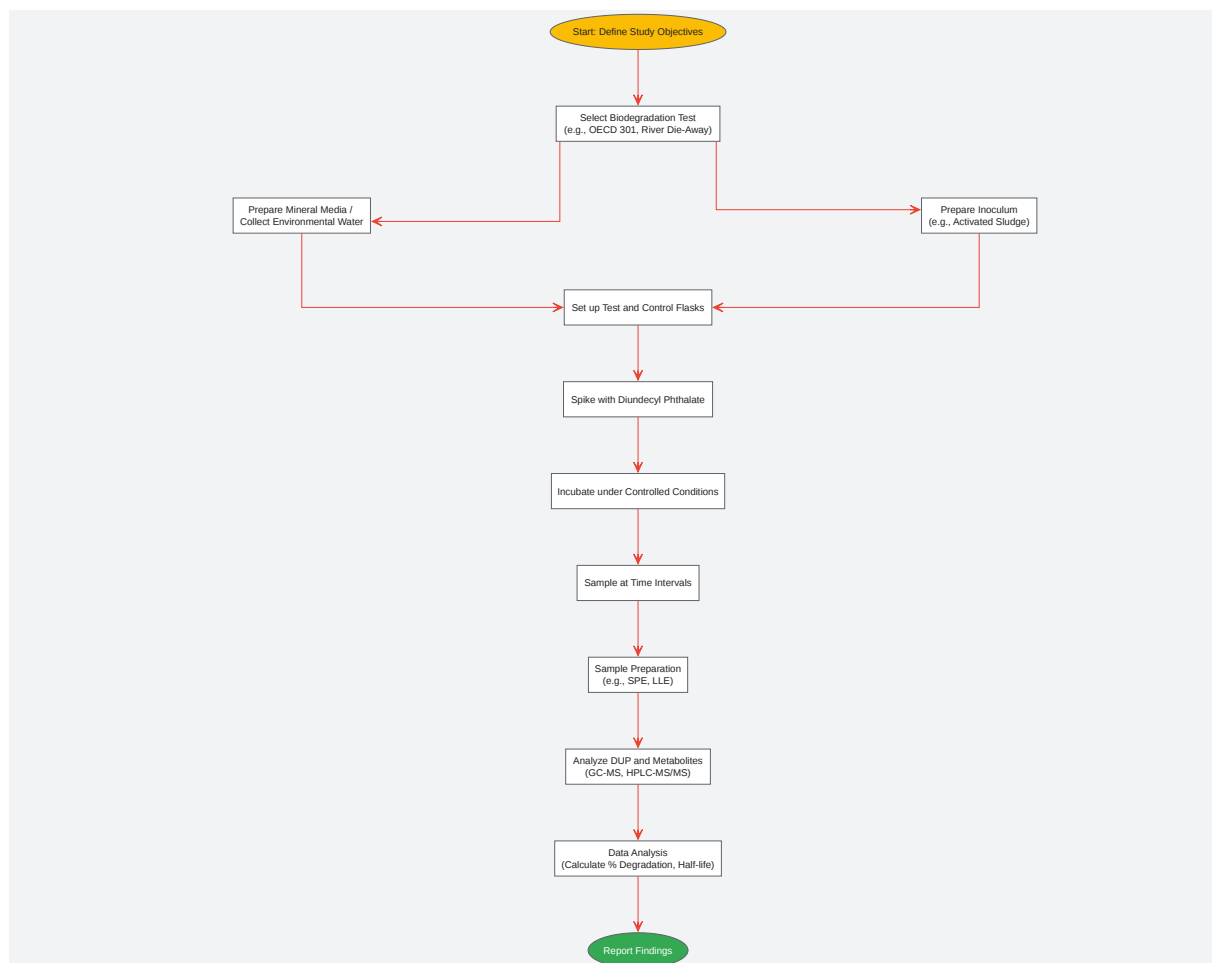 Start: Define Study Objectives
Select Biodegradation Test
(e.g., OECD 301, River Die-Away)
Prepare Mineral Media /
Collect Environmental Water
Prepare Inoculum
(e.g., Activated Sludge)
Set up Test and Control Flasks
Spike with Diundecyl Phthalate
Incubate under Controlled Conditions
Sample at Time Intervals
Sample Preparation
(e.g., SPE, LLE)
Analyze DUP and Metabolites
(GC-MS, HPLC-MS/MS)
Data Analysis
(Calculate % Degradation, Half-life)
Report Findings